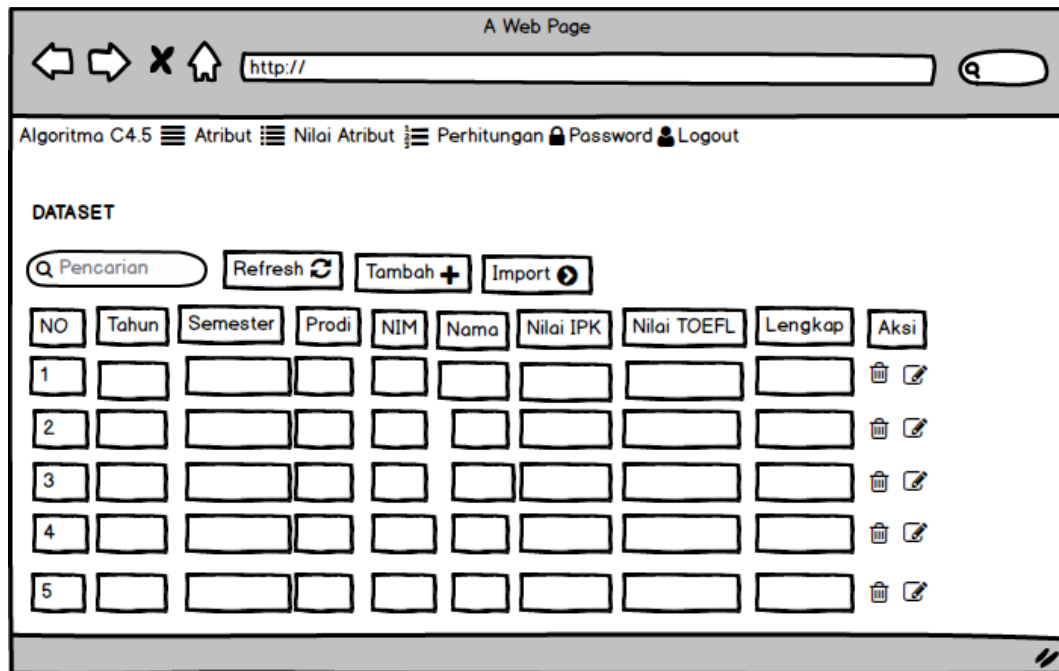 A Web Page
http://
Algoritma C4.5 Atribut Nilai Atribut Perhitungan Password Logout
DATASET
Pencarian Refresh Tambah Import
NO Tahun Semester Prodi NIM Nama Nilai IPK Nilai TOEFL Lengkap Aksi
1
2
3
4
5